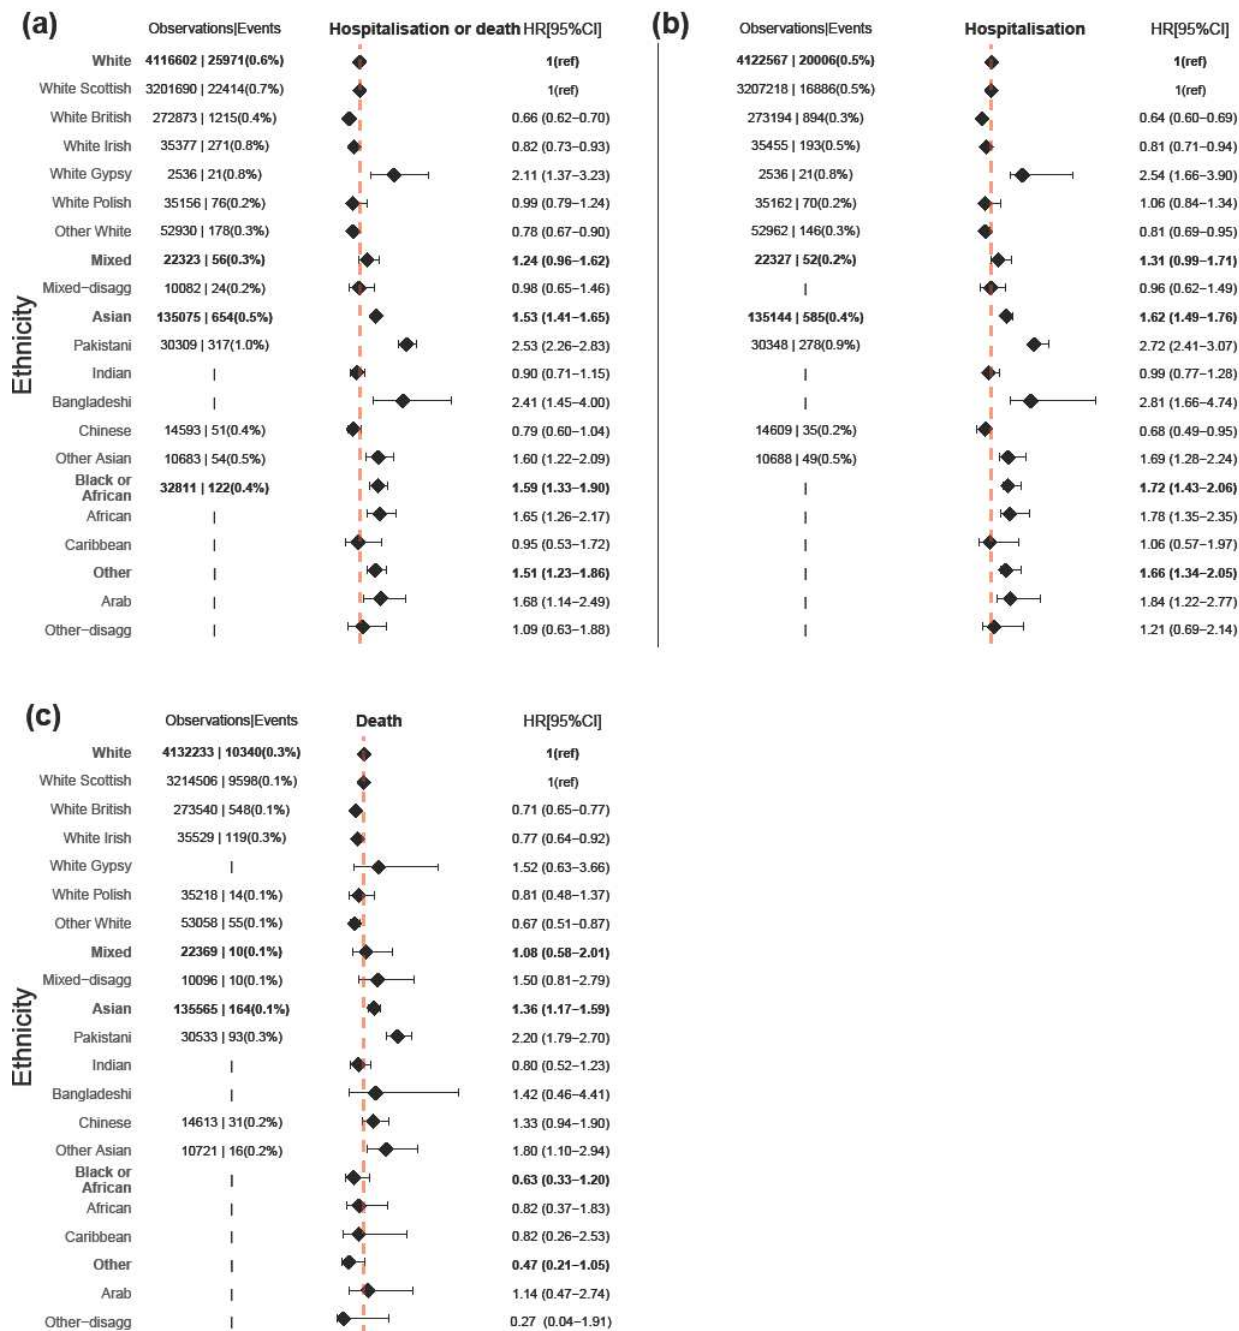 (a) Observations|Events Hospitalisation or death HR[95%CI]
White 4116602 | 25971(0.6%) 1(ref)
White Scottish 3201690 | 22414(0.7%) 1(ref)
White British 272873 | 1215(0.4%) 0.66 (0.62−0.70)
White Irish 35377 | 271(0.8%) 0.82 (0.73−0.93)
White Gypsy 2536 | 21(0.8%) 2.11 (1.37−3.23)
White Polish 35156 | 76(0.2%) 0.99 (0.79−1.24)
Other White 52930 | 178(0.3%) 0.78 (0.67−0.90)
Mixed 22323 | 56(0.3%) 1.24 (0.96−1.62)
Mixed−disagg 10082 | 24(0.2%) 0.98 (0.65−1.46)
Asian 135075 | 654(0.5%) 1.53 (1.41−1.65)
Pakistani 30309 | 317(1.0%) 2.53 (2.26−2.83)
Indian | 0.90 (0.71−1.15)
Bangladeshi | 2.41 (1.45−4.00)
Chinese 14593 | 51(0.4%) 0.79 (0.60−1.04)
Other Asian 10683 | 54(0.5%) 1.60 (1.22−2.09)
Black or
African 32811 | 122(0.4%) 1.59 (1.33−1.90)
African | 1.65 (1.26−2.17)
Caribbean | 0.95 (0.53−1.72)
Other | 1.51 (1.23−1.86)
Arab | 1.68 (1.14−2.49)
Other−disagg | 1.09 (0.63−1.88)
Ethnicity
(b) Observations|Events Hospitalisation HR[95%CI]
4122567 | 20006(0.5%) 1(ref)
3207218 | 16886(0.5%) 1(ref)
273194 | 894(0.3%) 0.64 (0.60−0.69)
35455 | 193(0.5%) 0.81 (0.71−0.94)
2536 | 21(0.8%) 2.54 (1.66−3.90)
35162 | 70(0.2%) 1.06 (0.84−1.34)
52962 | 146(0.3%) 0.81 (0.69−0.95)
22327 | 52(0.2%) 1.31 (0.99−1.71)
| 0.96 (0.62−1.49)
135144 | 585(0.4%) 1.62 (1.49−1.76)
30348 | 278(0.9%) 2.72 (2.41−3.07)
| 0.99 (0.77−1.28)
| 2.81 (1.66−4.74)
14609 | 35(0.2%) 0.68 (0.49−0.95)
10688 | 49(0.5%) 1.69 (1.28−2.24)
| 1.72 (1.43−2.06)
| 1.78 (1.35−2.35)
| 1.06 (0.57−1.97)
| 1.66 (1.34−2.05)
| 1.84 (1.22−2.77)
| 1.21 (0.69−2.14)
(c) Observations|Events Death HR[95%CI]
White 4132233 | 10340(0.3%) 1(ref)
White Scottish 3214506 | 9598(0.1%) 1(ref)
White British 273540 | 548(0.1%) 0.71 (0.65−0.77)
White Irish 35529 | 119(0.3%) 0.77 (0.64−0.92)
White Gypsy | 1.52 (0.63−3.66)
White Polish 35218 | 14(0.1%) 0.81 (0.48−1.37)
Other White 53058 | 55(0.1%) 0.67 (0.51−0.87)
Mixed 22369 | 10(0.1%) 1.08 (0.58−2.01)
Mixed−disagg 10096 | 10(0.1%) 1.50 (0.81−2.79)
Asian 135565 | 164(0.1%) 1.36 (1.17−1.59)
Pakistani 30533 | 93(0.3%) 2.20 (1.79−2.70)
Indian | 0.80 (0.52−1.23)
Bangladeshi | 1.42 (0.46−4.41)
Chinese 14613 | 31(0.2%) 1.33 (0.94−1.90)
Other Asian 10721 | 16(0.2%) 1.80 (1.10−2.94)
Black or
African | 0.63 (0.33−1.20)
African | 0.82 (0.37−1.83)
Caribbean | 0.82 (0.26−2.53)
Other | 0.47 (0.21−1.05)
Arab | 1.14 (0.47−2.74)
Other−disagg | 0.27 (0.04−1.91)
Ethnicity